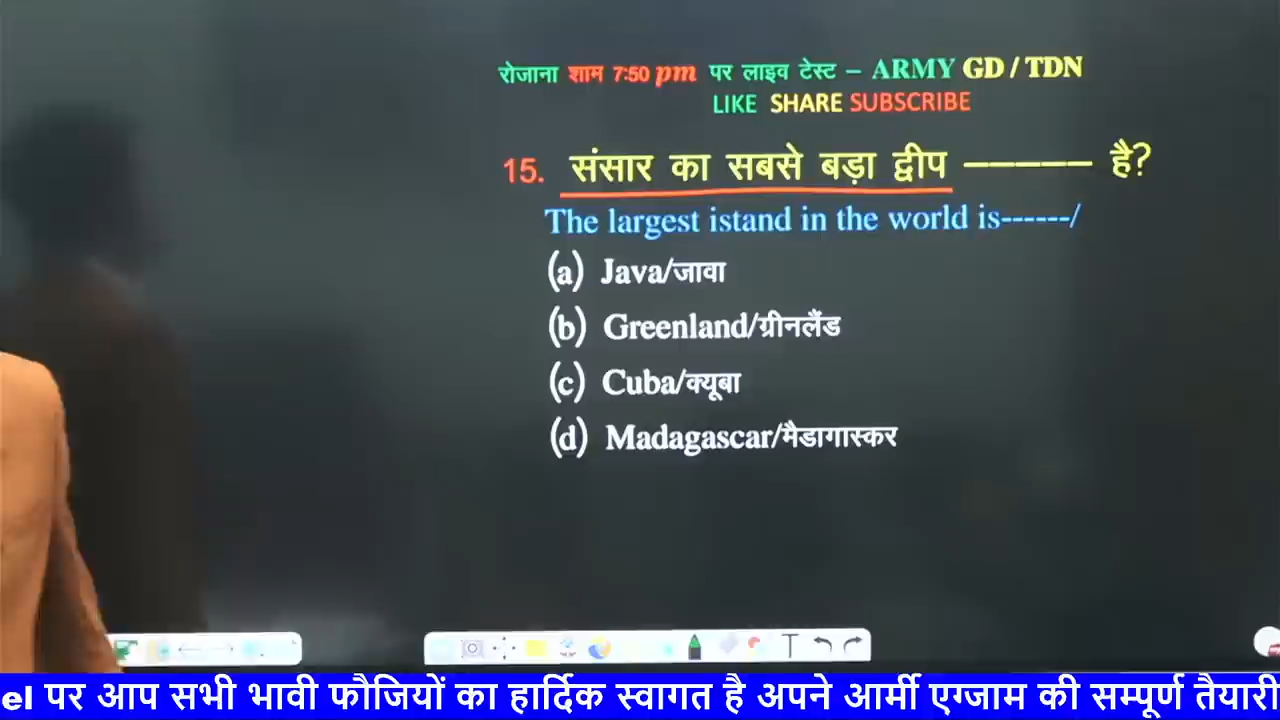 रोजाना शाम 7:50 pm पर लाइव टेस्ट – ARMY GD / TDN
LIKE SHARE SUBSCRIBE
15. संसार का सबसे बड़ा द्वीप ––––– है?
The largest istand in the world is------/
(a) Java/जावा
(b) Greenland/ग्रीनलैंड
(c) Cuba/क्यूबा
(d) Madagascar/मैडागास्कर
T
el पर आप सभी भावी फौजियों का हार्दिक स्वागत है अपने आर्मी एग्जाम की सम्पूर्ण तैयारी